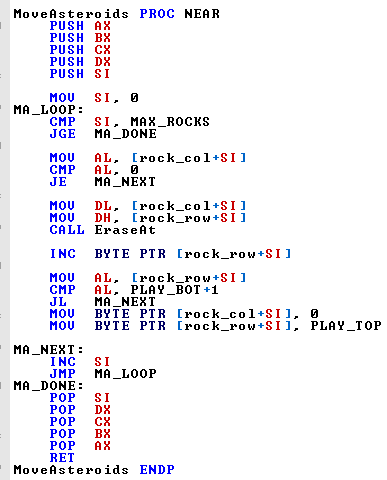 MoveAsteroids PROC NEAR
PUSH AX
PUSH BX
PUSH CX
PUSH DX
PUSH SI
MOV SI, 0
MA_LOOP:
CMP SI, MAX_ROCKS
JGE MA_DONE
MOV AL, [rock_col+SI]
CMP AL, 0
JE MA_NEXT
MOV DL, [rock_col+SI]
MOV DH, [rock_row+SI]
CALL EraseAt
INC BYTE PTR [rock_row+SI]
MOV AL, [rock_row+SI]
CMP AL, PLAY_BOT+1
JL MA_NEXT
MOV BYTE PTR [rock_col+SI], 0
MOV BYTE PTR [rock_row+SI], PLAY_TOP
MA_NEXT:
INC SI
JMP MA_LOOP
MA_DONE:
POP SI
POP DX
POP CX
POP BX
POP AX
RET
MoveAsteroids ENDP